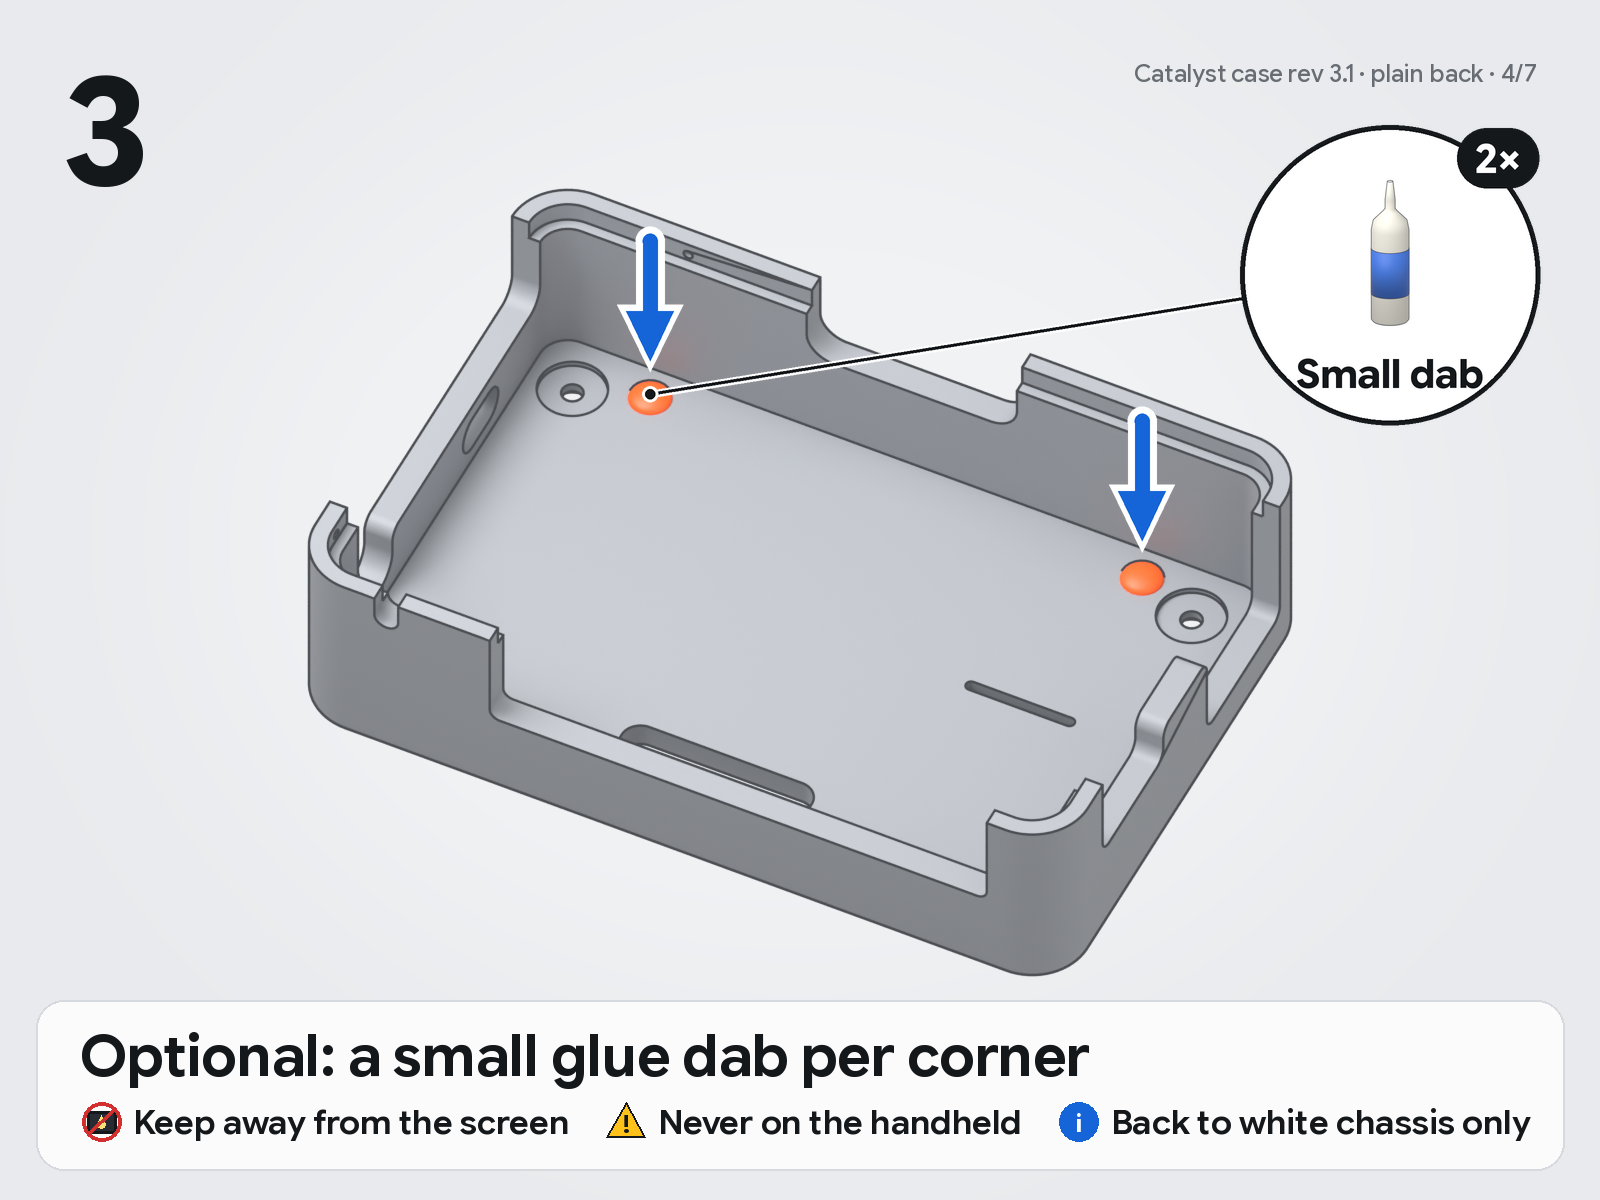 3
Catalyst case rev 3.1 · plain back · 4/7
2×
Small dab
Optional: a small glue dab per corner
Keep away from the screen
Never on the handheld
Back to white chassis only